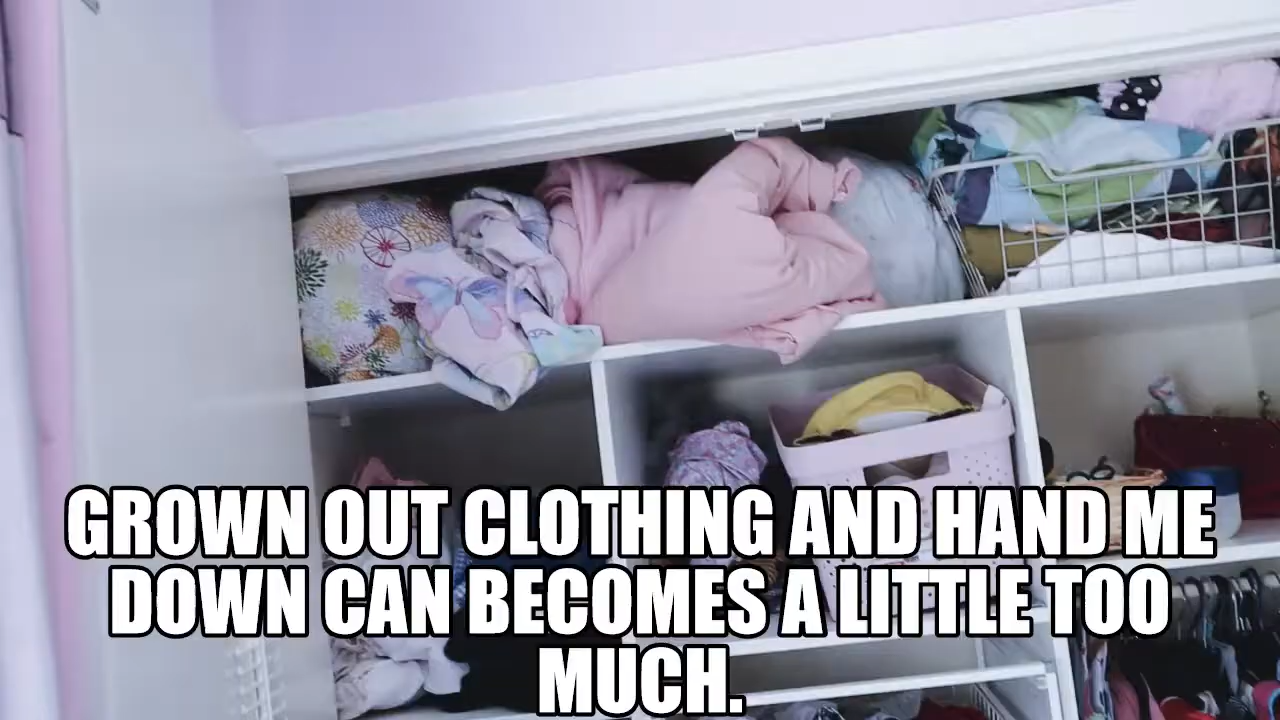 GROWN OUT CLOTHING AND HAND ME
DOWN CAN BECOMES A LITTLE TOO
MUCH.